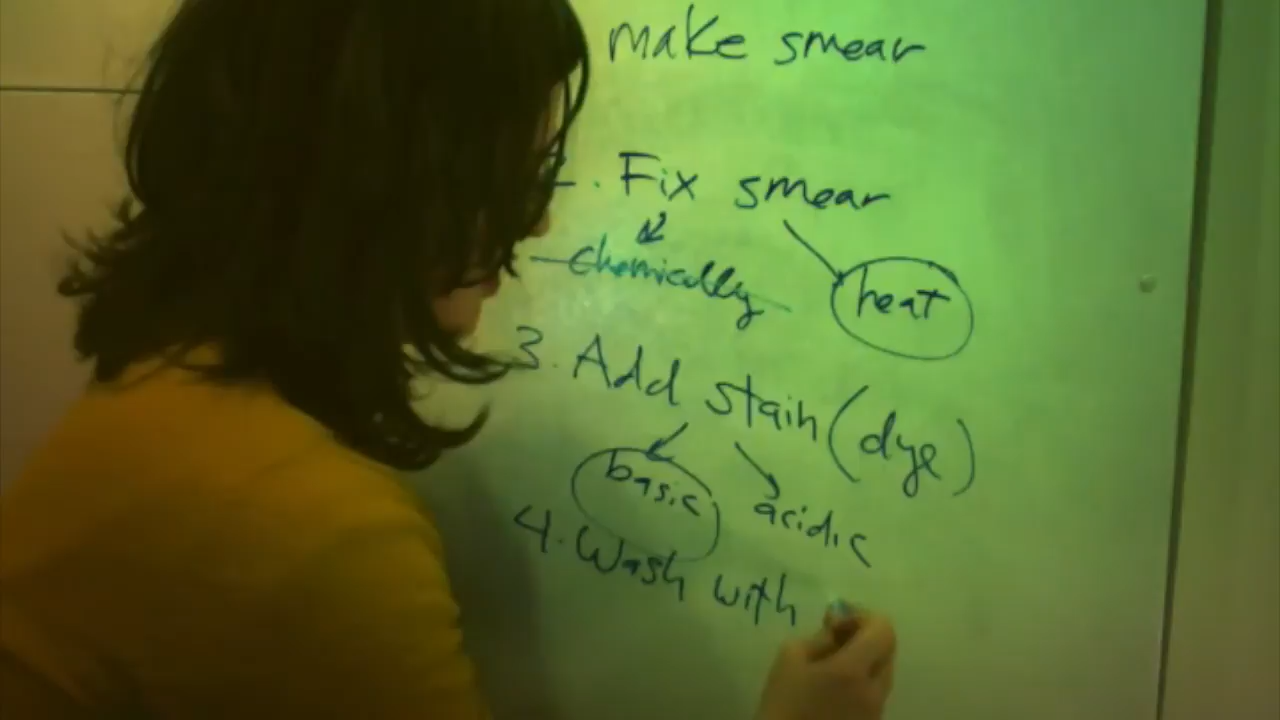 make smear
2. Fix smear
chemically heat
3. Add stain (dye)
basic acidic
4. Wash with